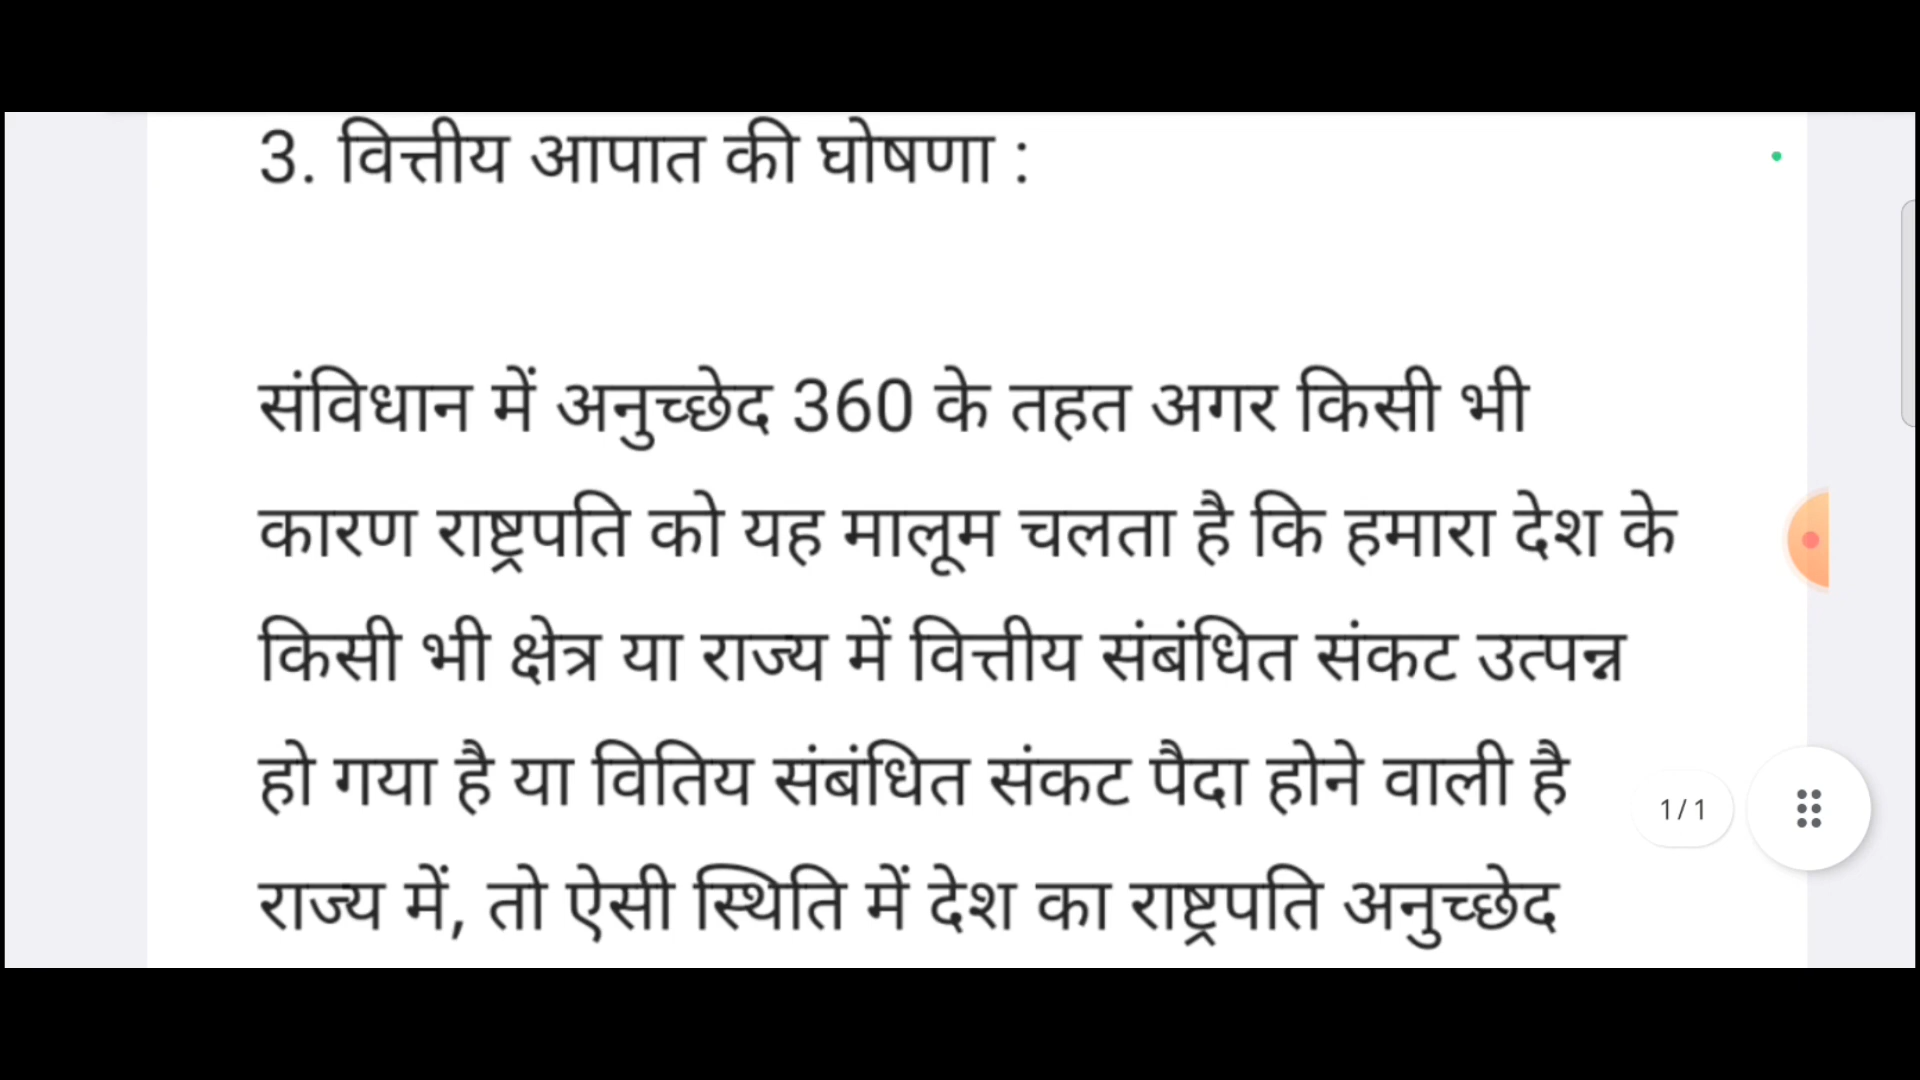 3. वित्तीय आपात की घोषणा :
संविधान में अनुच्छेद 360 के तहत अगर किसी भी
कारण राष्ट्रपति को यह मालूम चलता है कि हमारा देश के
किसी भी क्षेत्र या राज्य में वित्तीय संबंधित संकट उत्पन्न
हो गया है या वितिय संबंधित संकट पैदा होने वाली है
1/1
राज्य में, तो ऐसी स्थिति में देश का राष्ट्रपति अनुच्छेद